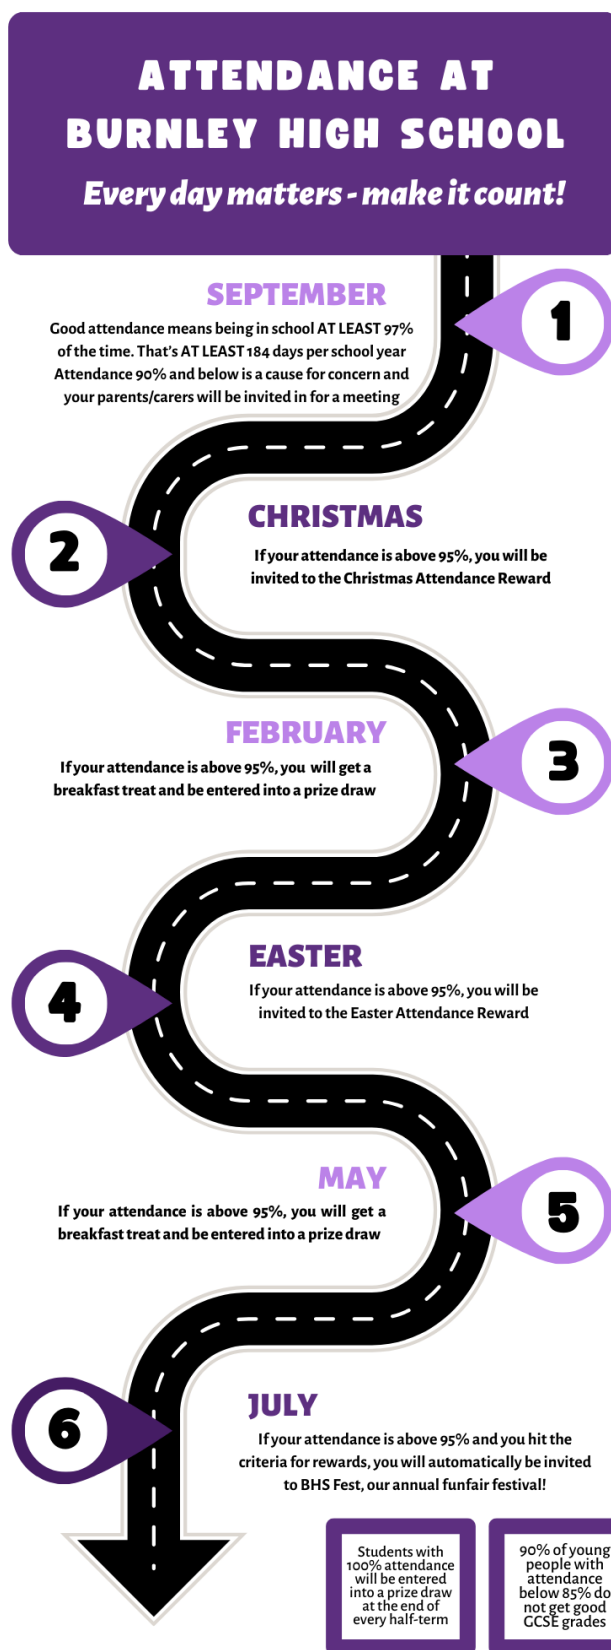 ATTENDANCE AT
BURNLEY HIGH SCHOOL
Every day matters - make it count!
SEPTEMBER
Good attendance means being in school AT LEAST 97%
of the time. That's AT LEAST 184 days per school year
Attendance 90% and below is a cause for concern and
your parents/carers will be invited in for a meeting
1
2
CHRISTMAS
If your attendance is above 95%, you will be
invited to the Christmas Attendance Reward
FEBRUARY
If your attendance is above 95%, you will get a
breakfast treat and be entered into a prize draw
3
4
EASTER
If your attendance is above 95%, you will be
invited to the Easter Attendance Reward
MAY
If your attendance is above 95%, you will get a
breakfast treat and be entered into a prize draw
5
6
JULY
If your attendance is above 95% and you hit the
criteria for rewards, you will automatically be invited
to BHS Fest, our annual funfair festival!
Students with
100% attendance
will be entered
into a prize draw
at the end of
every half-term
90% of young
people with
attendance
below 85% do
not get good
GCSE grades